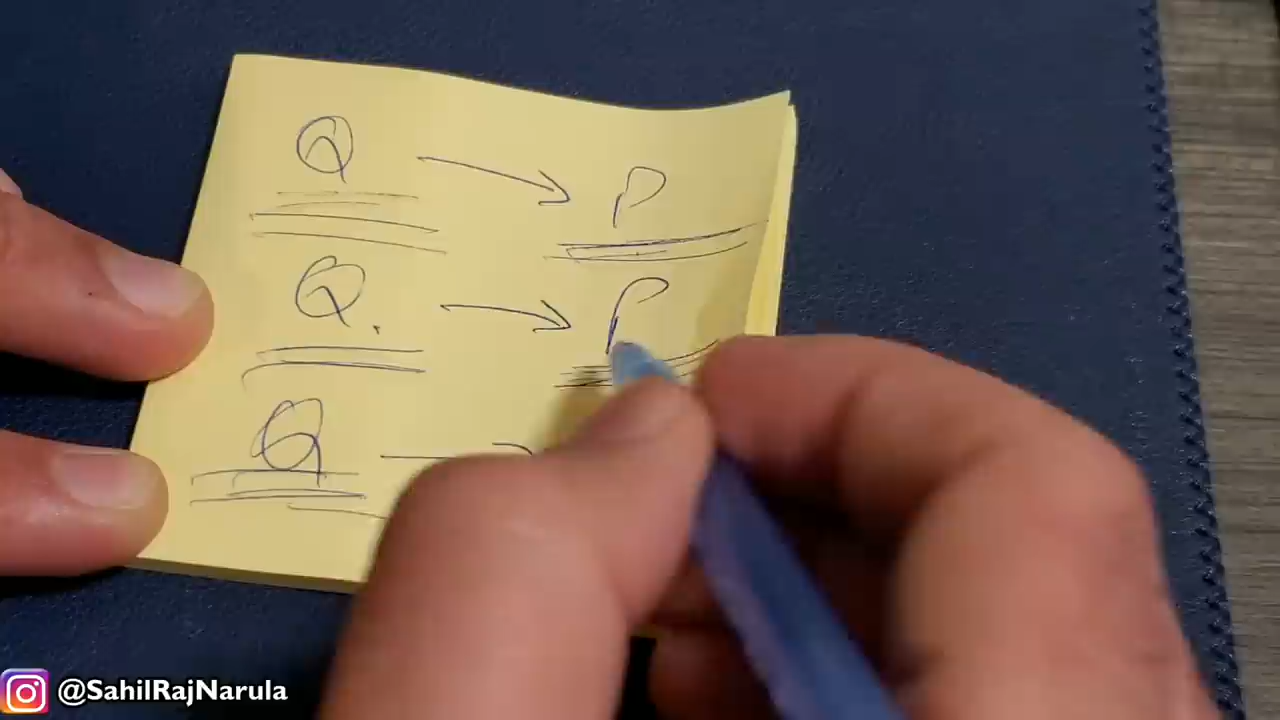 Q → P
Q. → P
Q →
@SahilRajNarula